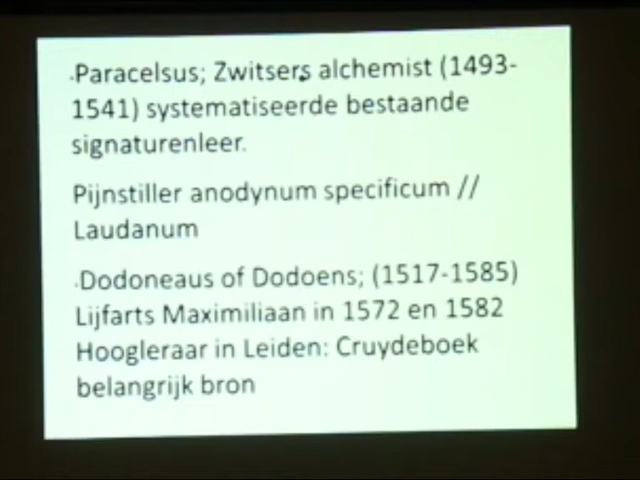 ·Paracelsus; Zwitsers alchemist (1493-
1541) systematiseerde bestaande
signaturenleer.
Pijnstiller anodynum specificum //
Laudanum
·Dodoneaus of Dodoens; (1517-1585)
Lijfarts Maximiliaan in 1572 en 1582
Hoogleraar in Leiden: Cruydeboek
belangrijk bron